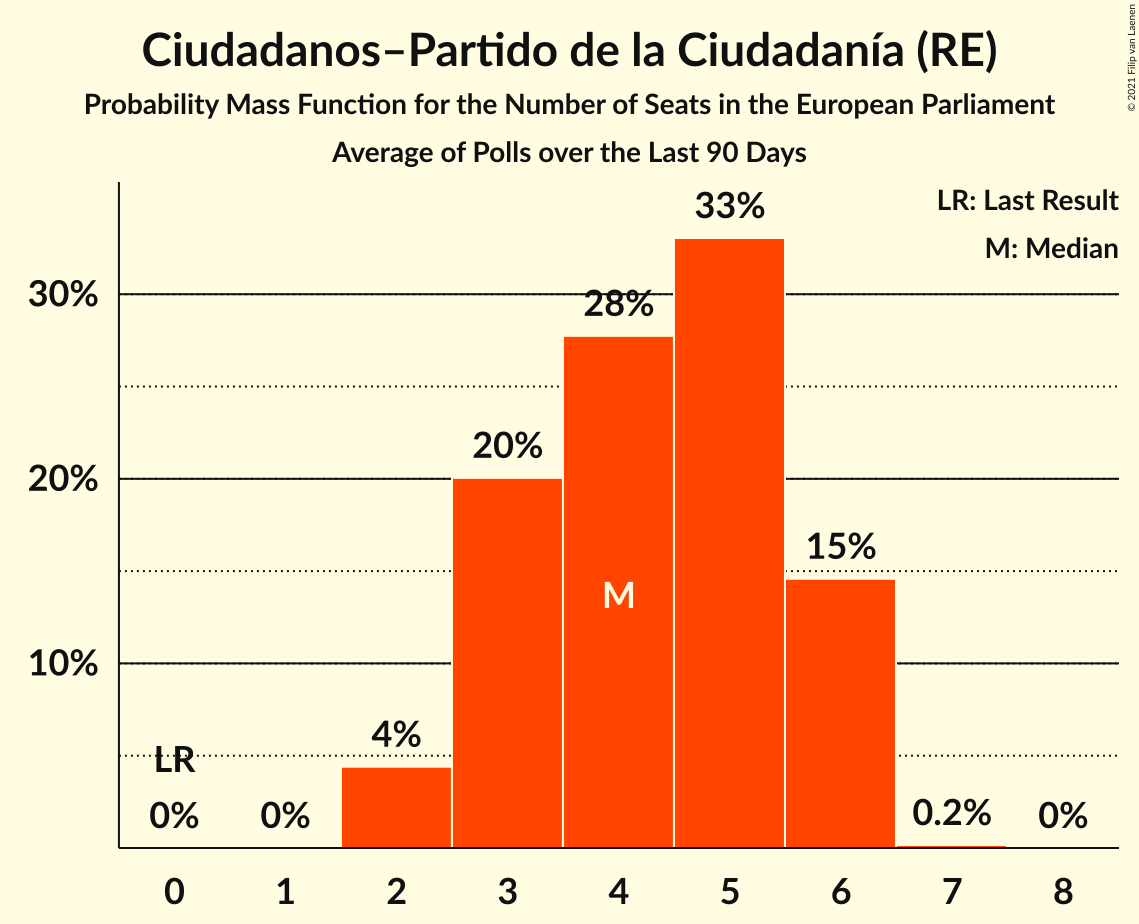 Ciudadanos–Partido de la Ciudadanía (RE)
Probability Mass Function for the Number of Seats in the European Parliament
Average of Polls over the Last 90 Days
© 2021 Filip van Laenen
LR: Last Result
M: Median
33%
30%
28%
20%
20%
15%
M
10%
4%
LR
0%
0%
0.2%
0%
0 1 2 3 4 5 6 7 8